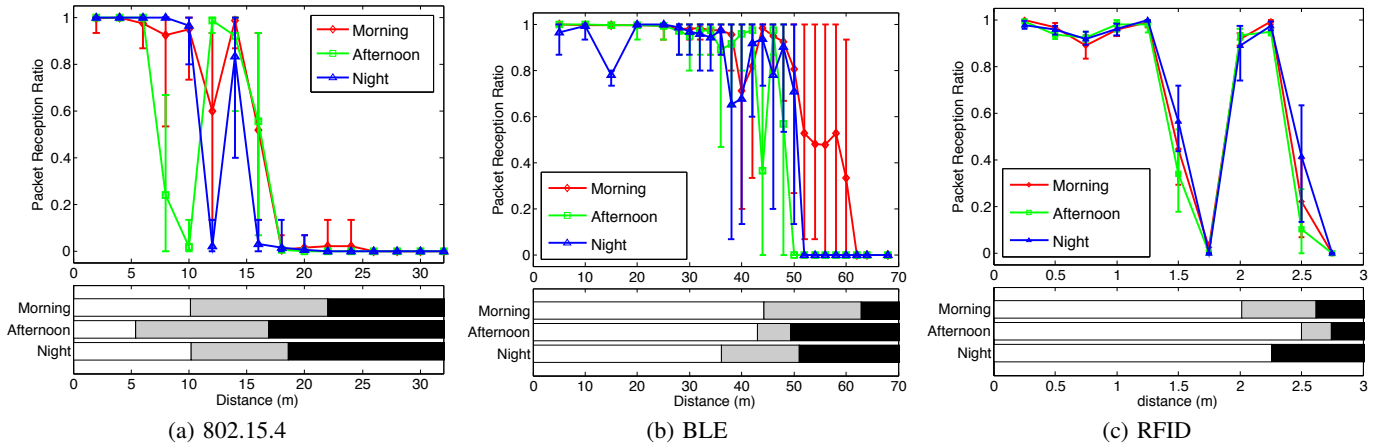 Packet Reception Ratio
1
0.8
0.6
0.4
0.2
0
Morning
Afternoon
Night
0 5 10 15 20 25 30
Morning
Afternoon
Night
0 5 10 15 20 25 30
Distance (m)
(a) 802.15.4
Packet Reception Ratio
1
0.8
0.6
0.4
0.2
0
Morning
Afternoon
Night
0 10 20 30 40 50 60 70
Morning
Afternoon
Night
0 10 20 30 40 50 60 70
Distance (m)
(b) BLE
Packet Reception Ratio
1
0.8
0.6
0.4
0.2
0
Morning
Afternoon
Night
0 0.5 1 1.5 2 2.5 3
Morning
Afternoon
Night
0 0.5 1 1.5 2 2.5 3
distance (m)
(c) RFID